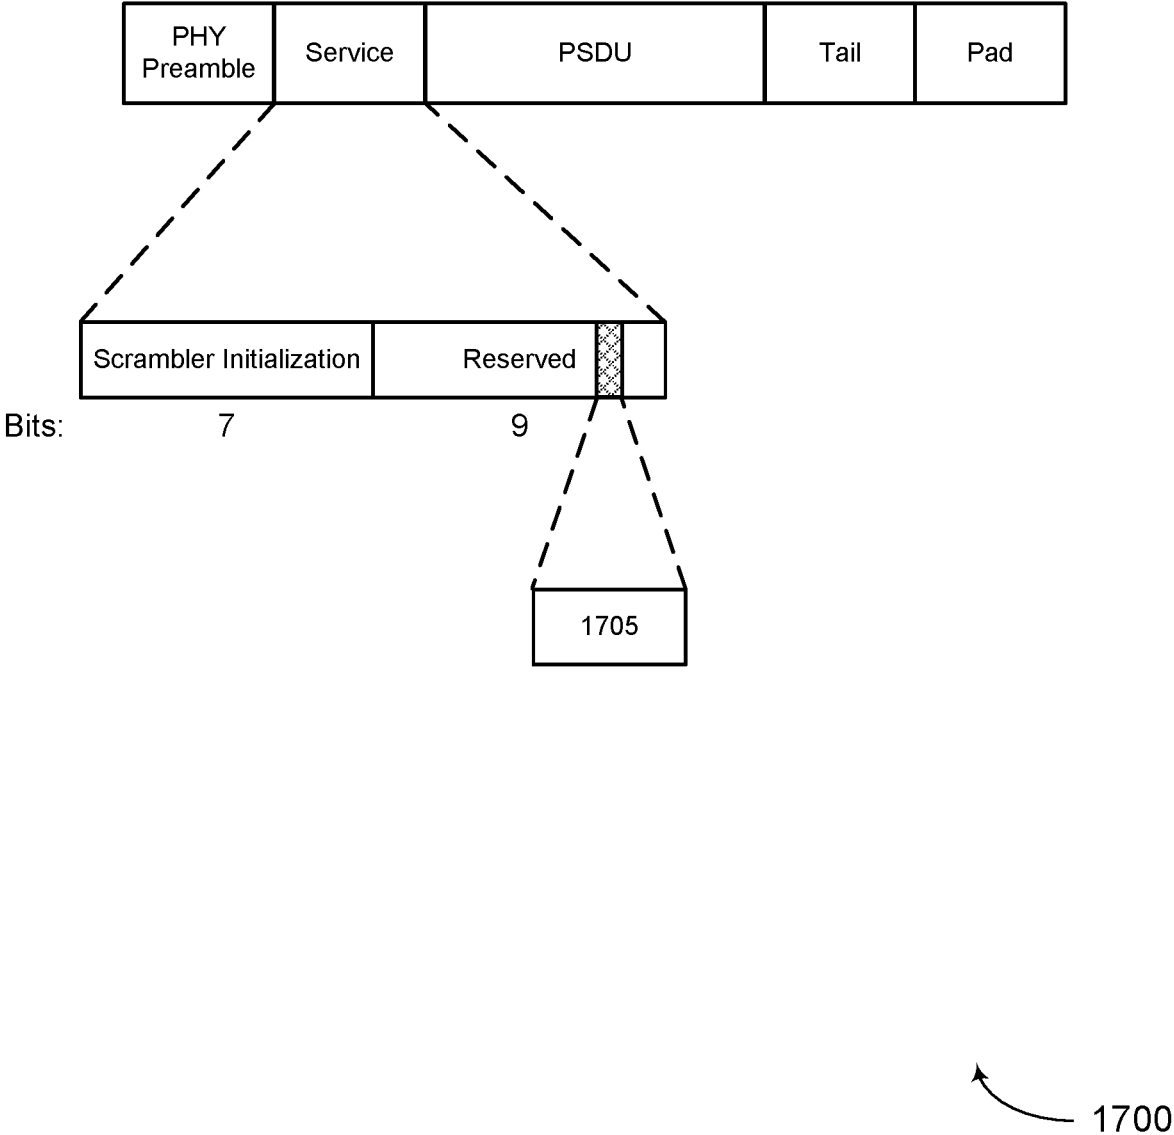 PHY
Preamble
Service
PSDU
Tail
Pad
Scrambler Initialization
Reserved
Bits:
7
9
1705
1700